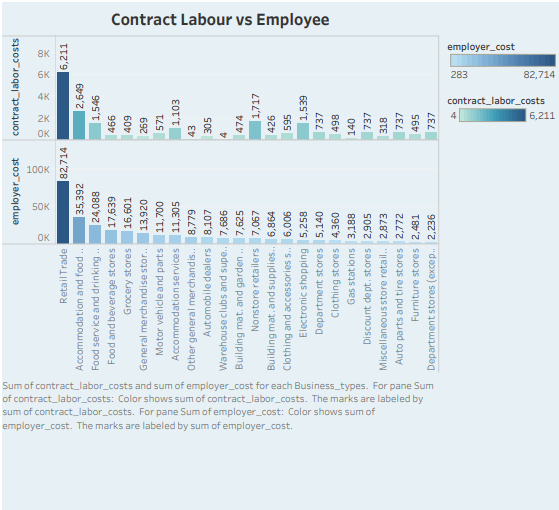 Contract Labour vs Employee
contract_labor_costs
8K
6K
4K
2K
0K
6,211
2,649
1,546
466
409
269
571
1,103
43
305
4
474
1,717
426
595
1,539
737
498
140
737
318
737
495
737
employer_cost
100K
50K
0K
82,714
35,392
24,088
17,639
16,601
13,920
11,700
11,305
8,779
8,107
7,686
7,625
7,067
6,864
6,006
5,258
5,140
4,360
3,188
2,905
2,873
2,772
2,481
2,236
Retail Trade
Accommodation and food ..
Food service and drinking ..
Food and beverage stores
Grocery stores
General merchandise stor..
Motor vehicle and parts
Accommodation services
Other general merchandis..
Automobile dealers
Warehouse clubs and supe..
Building mat. and garden ..
Nonstore retailers
Building mat. and supplies..
Clothing and accessories s..
Electronic shopping
Department stores
Clothing stores
Gas stations
Discount dept. stores
Miscellaneous store retail..
Auto parts and tire stores
Furniture stores
Department stores (excep..
employer_cost
283 82,714
contract_labor_costs
4 6,211
Sum of contract_labor_costs and sum of employer_cost for each Business_types. For pane Sum
of contract_labor_costs: Color shows sum of contract_labor_costs. The marks are labeled by
sum of contract_labor_costs. For pane Sum of employer_cost: Color shows sum of
employer_cost. The marks are labeled by sum of employer_cost.